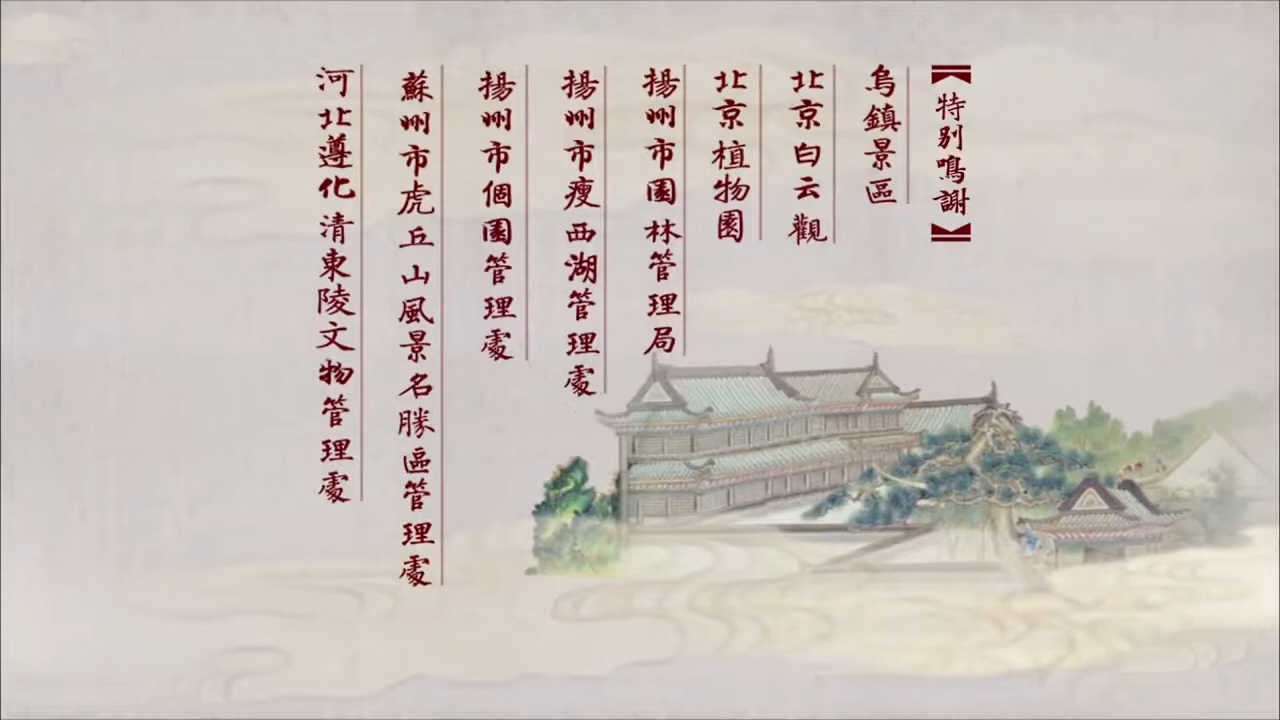 【特别鳴謝】
烏鎮景區
北京白云觀
北京植物園
揚州市園林管理局
揚州市瘦西湖管理處
揚州市個園管理處
蘇州市虎丘山風景名勝區管理處
河北遵化清東陵文物管理處